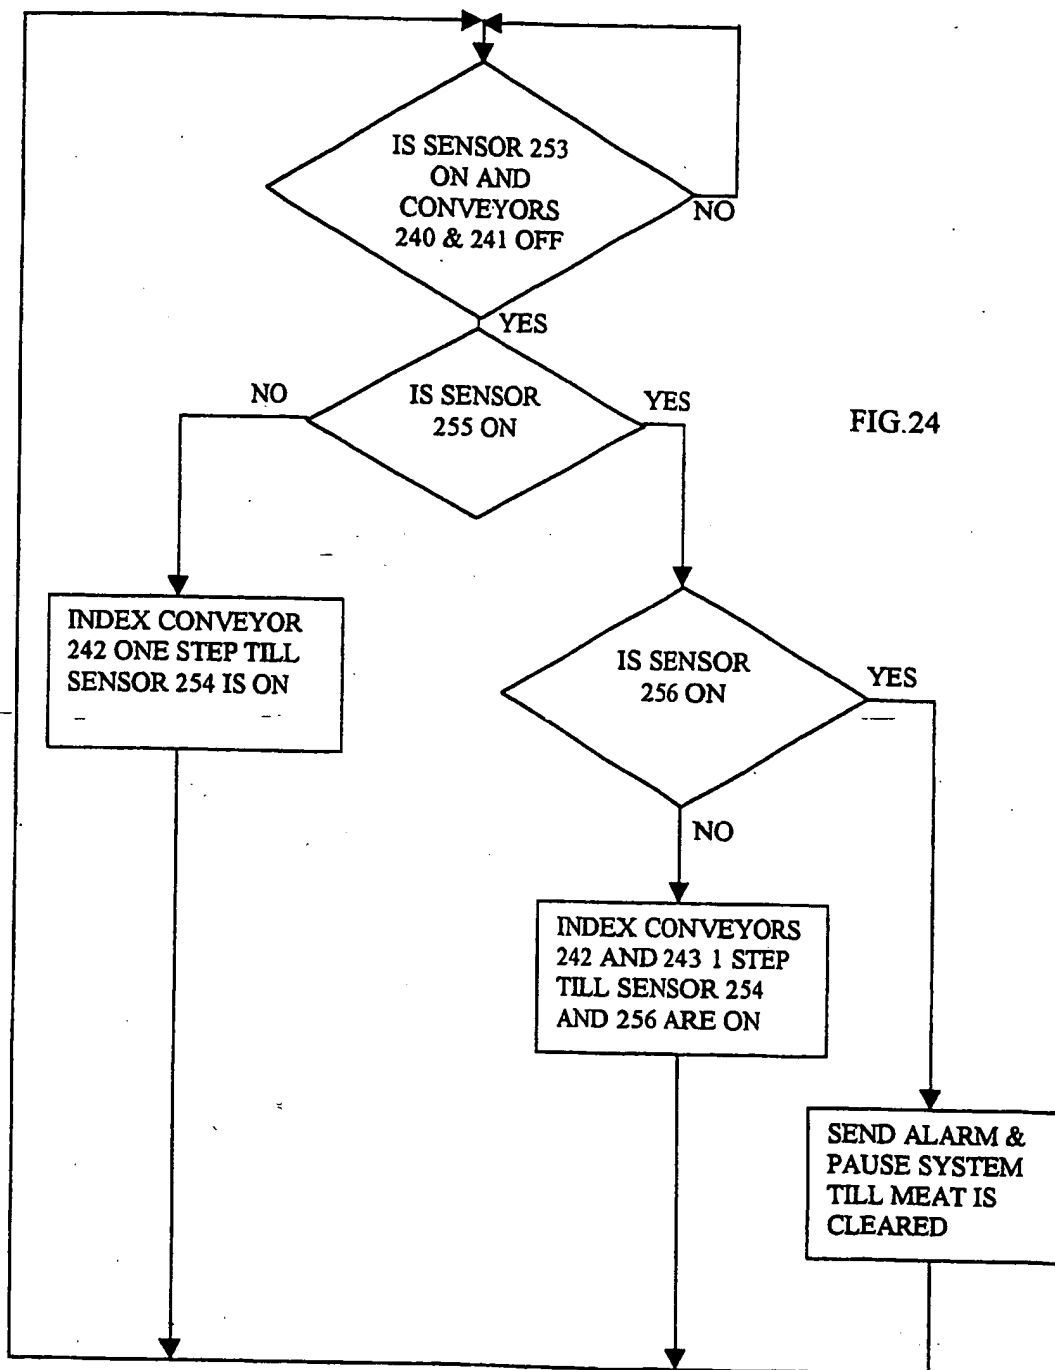 IS SENSOR 253
ON AND
CONVEYORS
240 & 241 OFF
NO
YES
IS SENSOR
255 ON
NO
YES
FIG.24
INDEX CONVEYOR
242 ONE STEP TILL
SENSOR 254 IS ON
IS SENSOR
256 ON
YES
NO
INDEX CONVEYORS
242 AND 243 1 STEP
TILL SENSOR 254
AND 256 ARE ON
SEND ALARM &
PAUSE SYSTEM
TILL MEAT IS
CLEARED